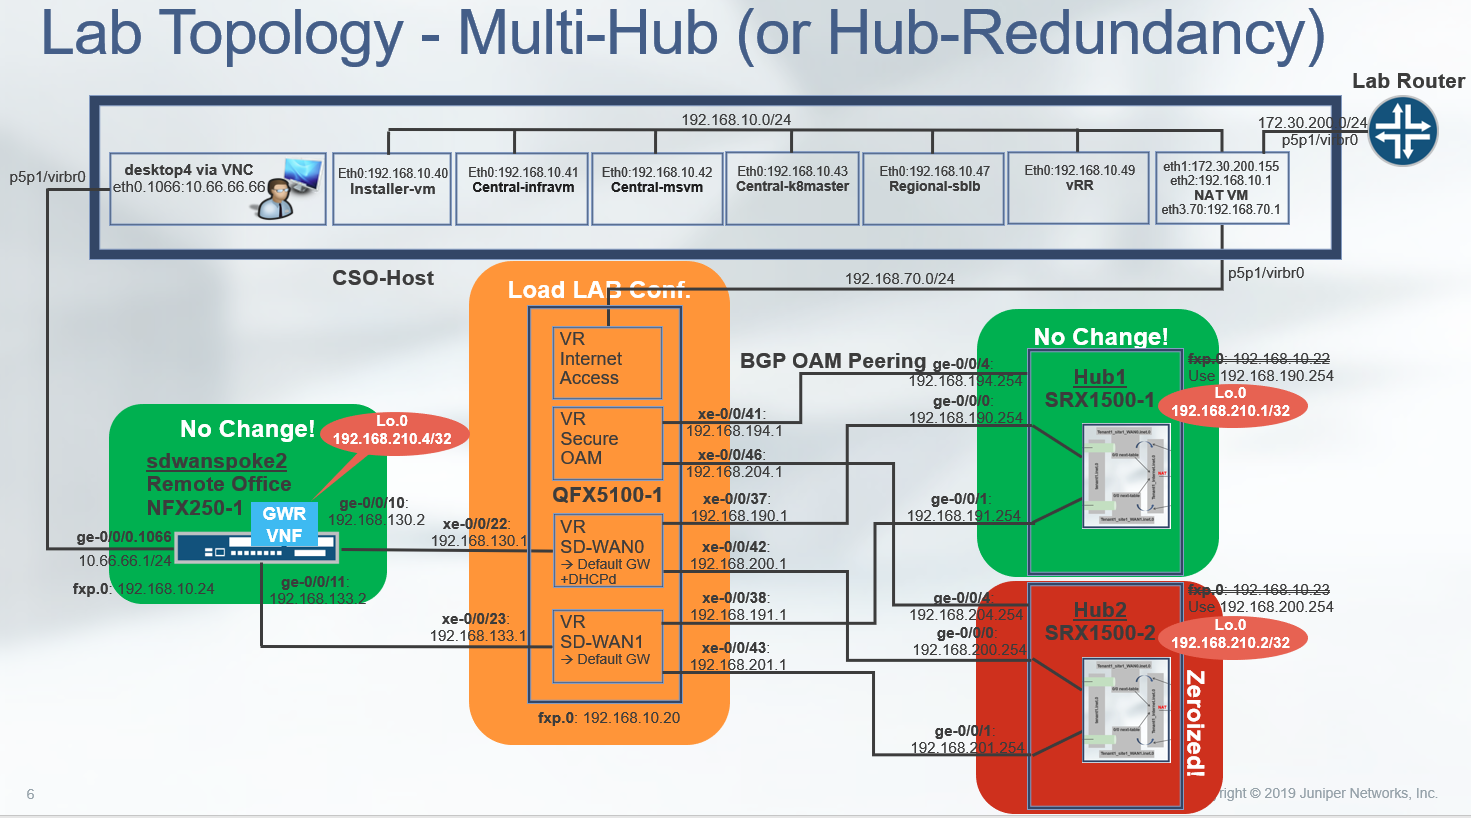 Lab Topology - Multi-Hub (or Hub-Redundancy)
Lab Router
192.168.10.0/24
172.30.200.0/24
p5p1/virbr0
p5p1/virbr0
desktop4 via VNC
eth0.1066:10.66.66.66
Eth0:192.168.10.40
Installer-vm
Eth0:192.168.10.41
Central-infravm
Eth0:192.168.10.42
Central-msvm
Eth0:192.168.10.43
Central-k8master
Eth0:192.168.10.47
Regional-sblb
Eth0:192.168.10.49
vRR
eth1:172.30.200.155
eth2:192.168.10.1
NAT VM
eth3.70:192.168.70.1
CSO-Host
192.168.70.0/24
p5p1/virbr0
Load LAB Conf.
VR
Internet
Access
VR
Secure
OAM
QFX5100-1
VR
SD-WAN0
→ Default GW
+DHCPd
VR
SD-WAN1
→ Default GW
fxp.0: 192.168.10.20
No Change!
Lo.0
192.168.210.4/32
sdwanspoke2
Remote Office
NFX250-1
GWR
VNF
ge-0/0/10:
192.168.130.2
ge-0/0/0.1066
10.66.66.1/24
fxp.0: 192.168.10.24
ge-0/0/11:
192.168.133.2
xe-0/0/22:
192.168.130.1
xe-0/0/23:
192.168.133.1
BGP OAM Peering
xe-0/0/41:
192.168.194.1
xe-0/0/46:
192.168.204.1
xe-0/0/37:
192.168.190.1
xe-0/0/42:
192.168.200.1
xe-0/0/38:
192.168.191.1
xe-0/0/43:
192.168.201.1
ge-0/0/4:
192.168.194.254
ge-0/0/0:
192.168.190.254
ge-0/0/1:
192.168.191.254
ge-0/0/4:
192.168.204.254
ge-0/0/0:
192.168.200.254
ge-0/0/1:
192.168.201.254
No Change!
Hub1
SRX1500-1
fxp.0: 192.168.10.22
Use 192.168.190.254
Lo.0
192.168.210.1/32
NAT
Hub2
SRX1500-2
fxp.0: 192.168.10.23
Use 192.168.200.254
Lo.0
192.168.210.2/32
NAT
Zeroized!
6
right © 2019 Juniper Networks, Inc.